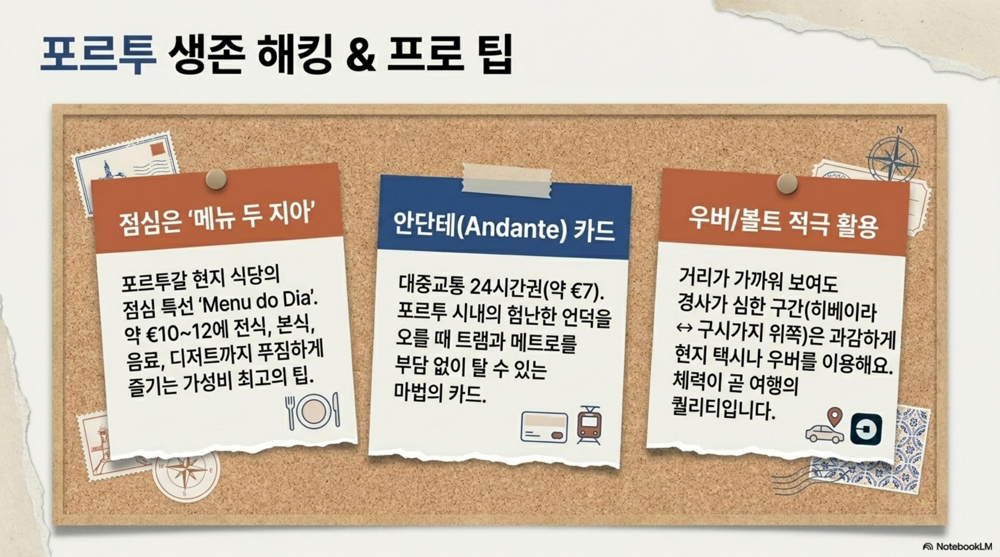 포르투 생존 해킹 & 프로 팁
점심은 ‘메뉴 두 지아’
포르투갈 현지 식당의
점심 특선 ‘Menu do Dia’.
약 €10~12에 전식, 본식,
음료, 디저트까지 푸짐하게
즐기는 가성비 최고의 팁.
안단테(Andante) 카드
대중교통 24시간권(약 €7).
포르투 시내의 험난한 언덕을
오를 때 트램과 메트로를
부담 없이 탈 수 있는
마법의 카드.
N
우버/볼트 적극 활용
거리가 가까워 보여도
경사가 심한 구간(히베이라
↔ 구시가지 위쪽)은 과감하게
현지 택시나 우버를 이용해요.
체력이 곧 여행의
퀄리티입니다.
E
S
NotebookLM